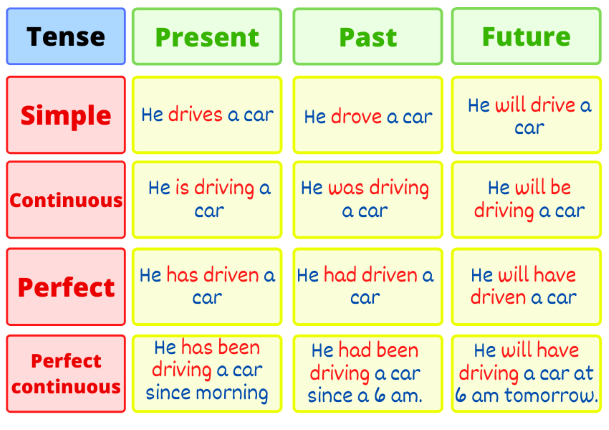 Tense Present Past Future
Simple
He drives a car
He drove a car
He will drive a
car
Continuous
He is driving a
car
He was driving
a car
He will be
driving a car
Perfect
He has driven a
car
He had driven a
car
He will have
driven a car
Perfect
continuous
He has been
driving a car
since morning
He had been
driving a car
since a 6 am.
He will have
driving a car at
6 am tomorrow.